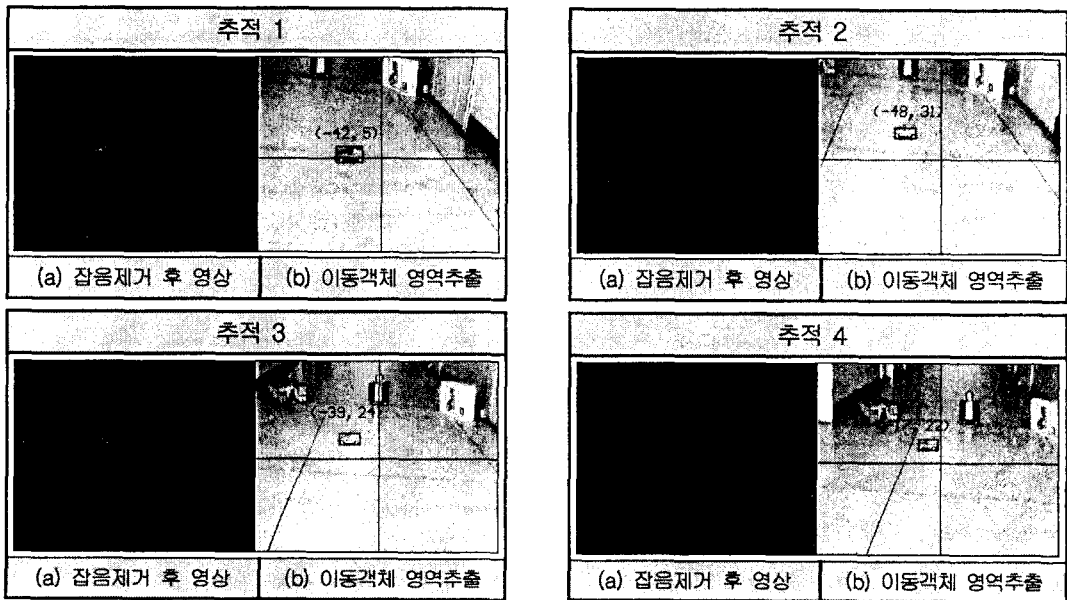 추적 1
(-42, 5)
(a) 잡음제거 후 영상
(b) 이동객체 영역추출
추적 2
(-48, 31)
(a) 잡음제거 후 영상
(b) 이동객체 영역추출
추적 3
(-39, 24)
(a) 잡음제거 후 영상
(b) 이동객체 영역추출
추적 4
22)
(a) 잡음제거 후 영상
(b) 이동객체 영역추출